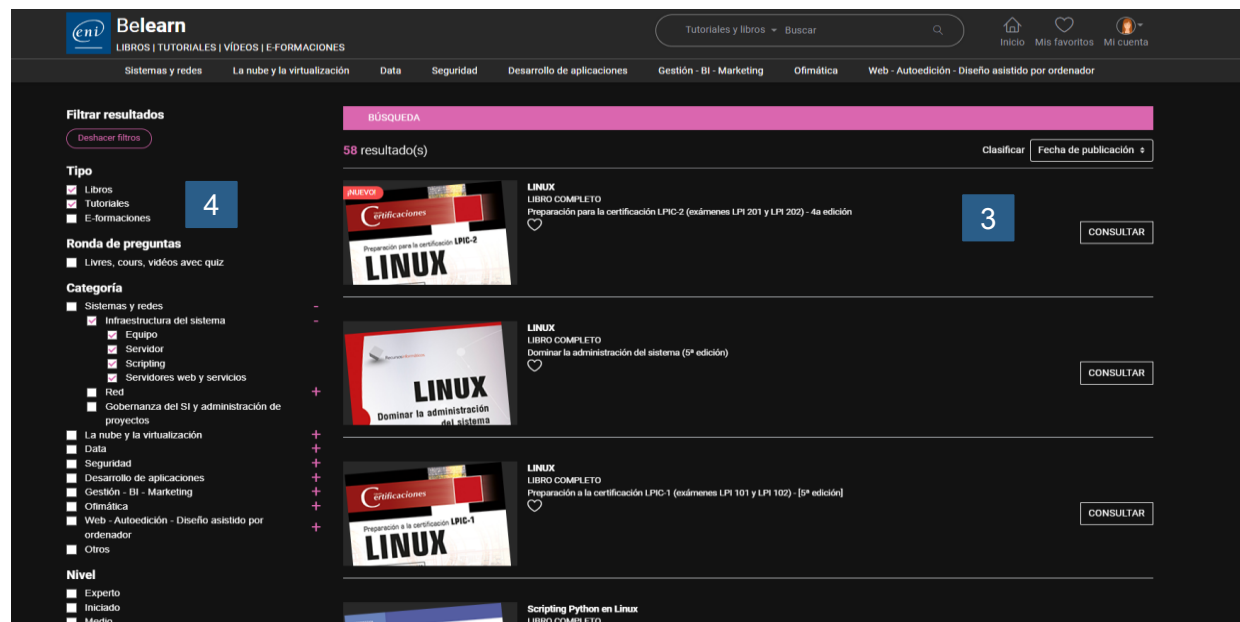 eni
Belearn
LIBROS | TUTORIALES | VÍDEOS | E-FORMACIONES
Tutoriales y libros
Buscar
Inicio
Mis favoritos
Mi cuenta
Sistemas y redes
La nube y la virtualización
Data
Seguridad
Desarrollo de aplicaciones
Gestión - BI - Marketing
Ofimática
Web - Autoedición - Diseño asistido por ordenador
Filtrar resultados
Deshacer filtros
Tipo
Libros
Tutoriales
E-formaciones
4
Ronda de preguntas
Livres, cours, vidéos avec quiz
Categoría
Sistemas y redes -
Infraestructura del sistema -
Equipo
Servidor
Scripting
Servidores web y servicios
Red +
Gobernanza del SI y administración de
proyectos
La nube y la virtualización +
Data +
Seguridad +
Desarrollo de aplicaciones +
Gestión - BI - Marketing +
Ofimática +
Web - Autoedición - Diseño asistido por
ordenador +
Otros
Nivel
Experto
Iniciado
Medio
BÚSQUEDA
58 resultado(s)
Clasificar
Fecha de publicación
¡NUEVO!
Certificaciones
Preparación para la certificación LPIC-2
LINUX
LINUX
LIBRO COMPLETO
Preparación para la certificación LPIC-2 (exámenes LPI 201 y LPI 202) - 4a edición
3
CONSULTAR
LINUX
Dominar la administración
del sistema
LINUX
LIBRO COMPLETO
Dominar la administración del sistema (5ª edición)
CONSULTAR
Certificaciones
Preparación a la certificación LPIC-1
LINUX
LINUX
LIBRO COMPLETO
Preparación a la certificación LPIC-1 (exámenes LPI 101 y LPI 102) - [5ª edición]
CONSULTAR
Scripting Python en Linux
LIBRO COMPLETO